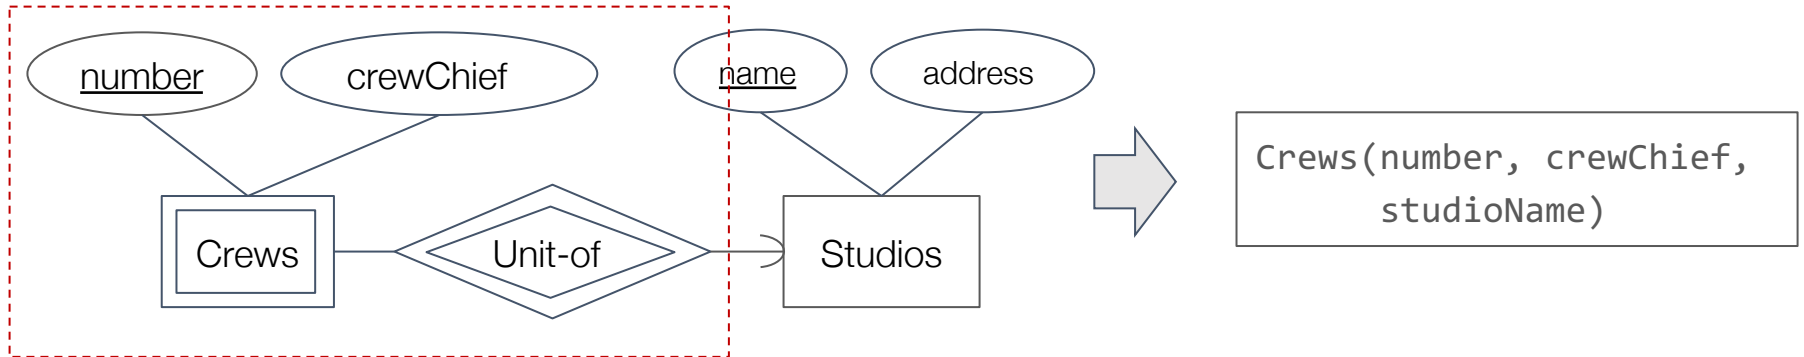 number
crewChief
name
address
Crews
Unit-of
Studios
Crews(number, crewChief,
studioName)